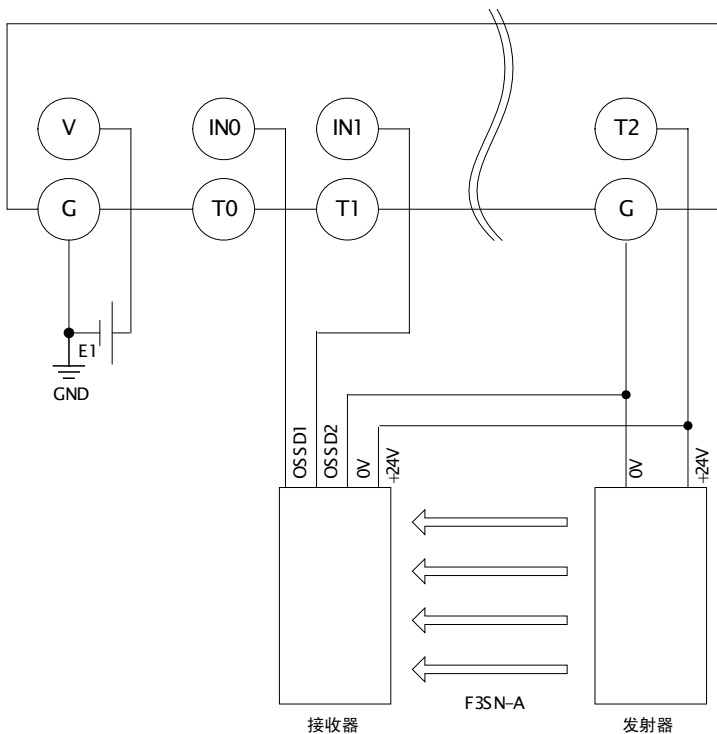 V
IN0
IN1
T2
G
T0
T1
G
E1
GND
OSSD1
OSSD2
0V
+24V
0V
+24V
F3SN-A
接收器
发射器